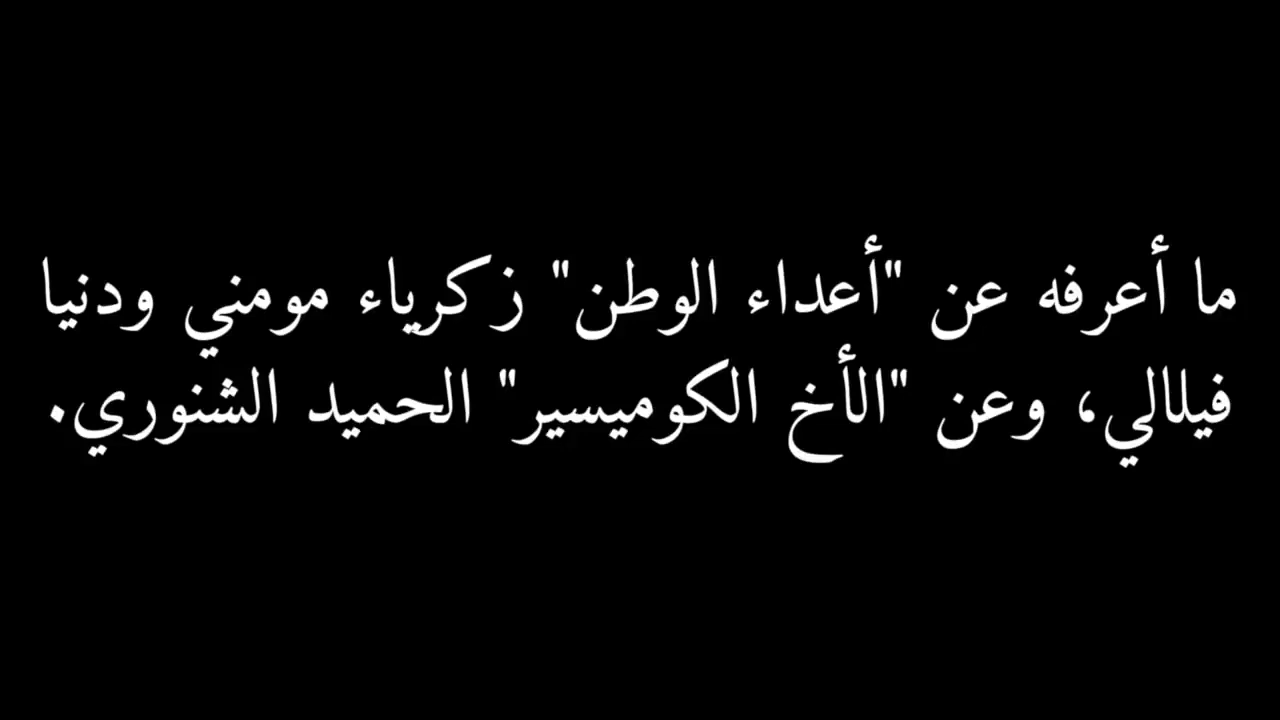 ما أعرفه عن "أعداء الوطن" زكرياء مومني ودنيا
فيلالي، وعن "الأخ الكوميسير" الحميد الشنوري.